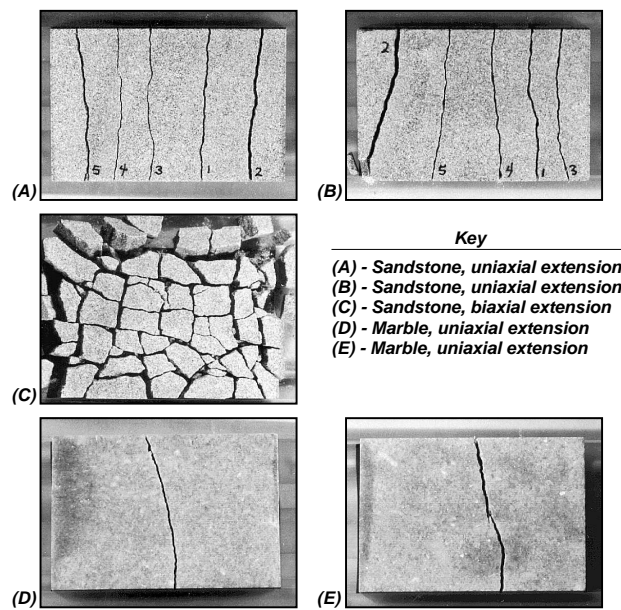 5 4 3 1 2
(A)
2
5 4 1 3
(B)
(C)
Key
(A) - Sandstone, uniaxial extension
(B) - Sandstone, uniaxial extension
(C) - Sandstone, biaxial extension
(D) - Marble, uniaxial extension
(E) - Marble, uniaxial extension
(D)
(E)